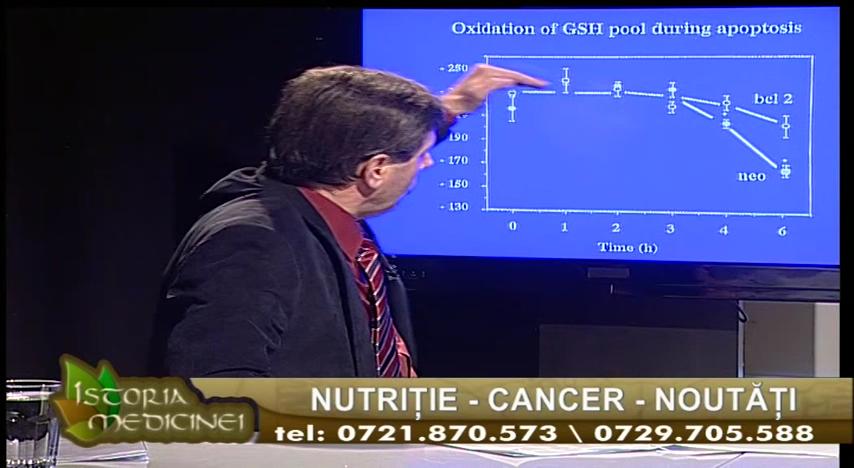 Oxidation of GSH pool during apoptosis
- 250
bcl 2
- 190
- 170
neo
- 150
- 130
0 1 2 3 4 6
Time (h)
ISTORIA
MEDICINEI
NUTRIȚIE - CANCER - NOUTĂȚI
tel: 0721.870.573 \ 0729.705.588